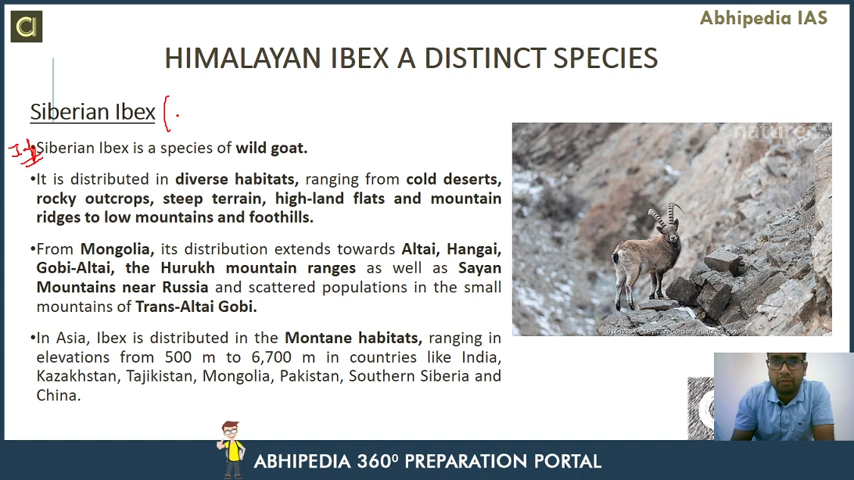 Abhipedia IAS
HIMALAYAN IBEX A DISTINCT SPECIES
Siberian Ibex (
Imp
•Siberian Ibex is a species of wild goat.
•It is distributed in diverse habitats, ranging from cold deserts,
rocky outcrops, steep terrain, high-land flats and mountain
ridges to low mountains and foothills.
•From Mongolia, its distribution extends towards Altai, Hangai,
Gobi-Altai, the Hurukh mountain ranges as well as Sayan
Mountains near Russia and scattered populations in the small
mountains of Trans-Altai Gobi.
•In Asia, Ibex is distributed in the Montane habitats, ranging in
elevations from 500 m to 6,700 m in countries like India,
Kazakhstan, Tajikistan, Mongolia, Pakistan, Southern Siberia and
China.
nature
ABHIPEDIA 360⁰ PREPARATION PORTAL